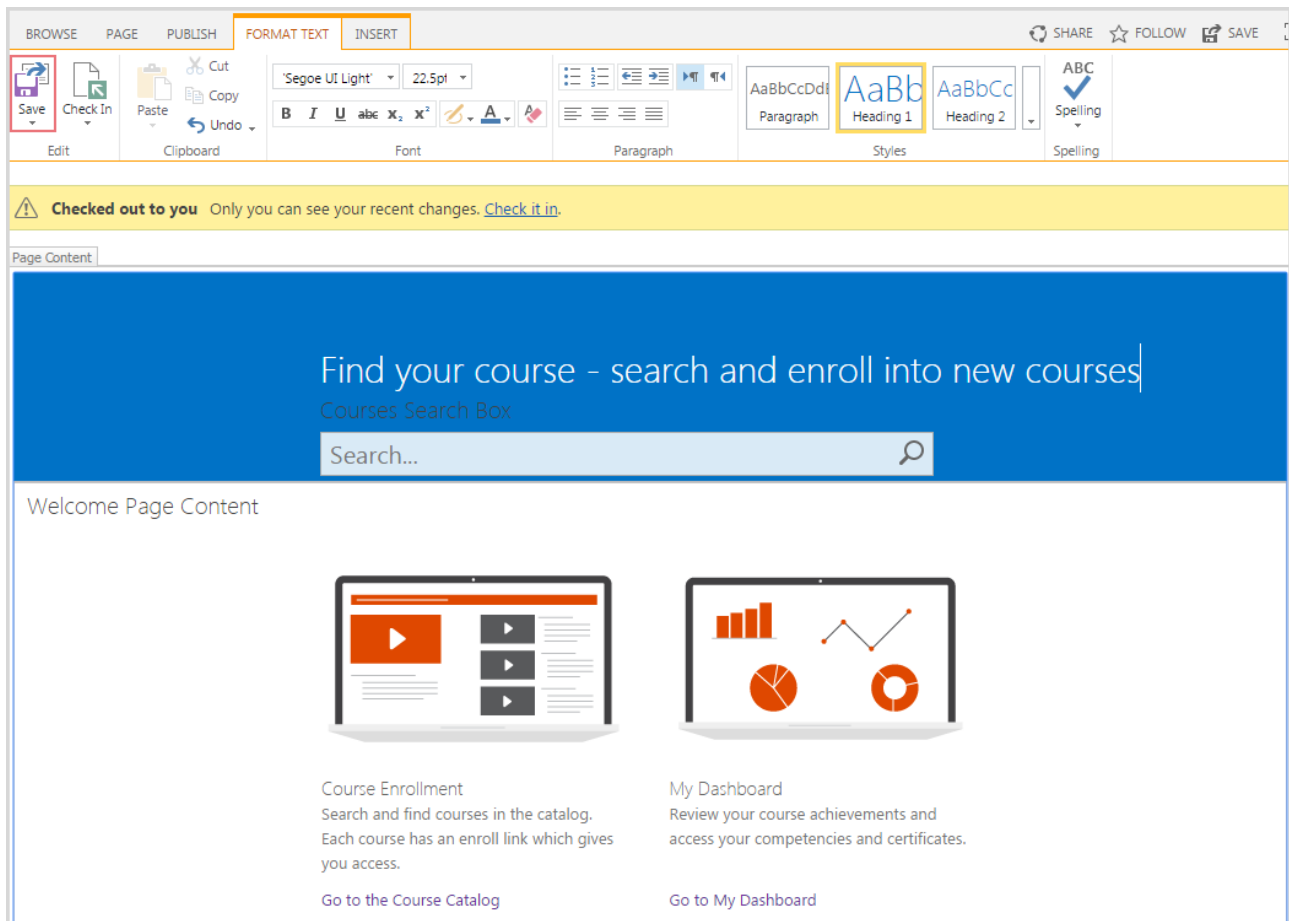 BROWSE PAGE PUBLISH FORMAT TEXT INSERT SHARE FOLLOW SAVE
Save
Check In
Paste
Cut
Copy
Undo
'Segoe UI Light' 22.5pt
B I U abc x₂ x² A A
AaBbCcDdE AaBb AaBbCc
Paragraph Heading 1 Heading 2
ABC
Spelling
Edit Clipboard Font Paragraph Styles Spelling
Checked out to you Only you can see your recent changes. Check it in.
Page Content
Find your course - search and enroll into new courses
Courses Search Box
Search...
Welcome Page Content
Course Enrollment
Search and find courses in the catalog.
Each course has an enroll link which gives
you access.
Go to the Course Catalog
My Dashboard
Review your course achievements and
access your competencies and certificates.
Go to My Dashboard